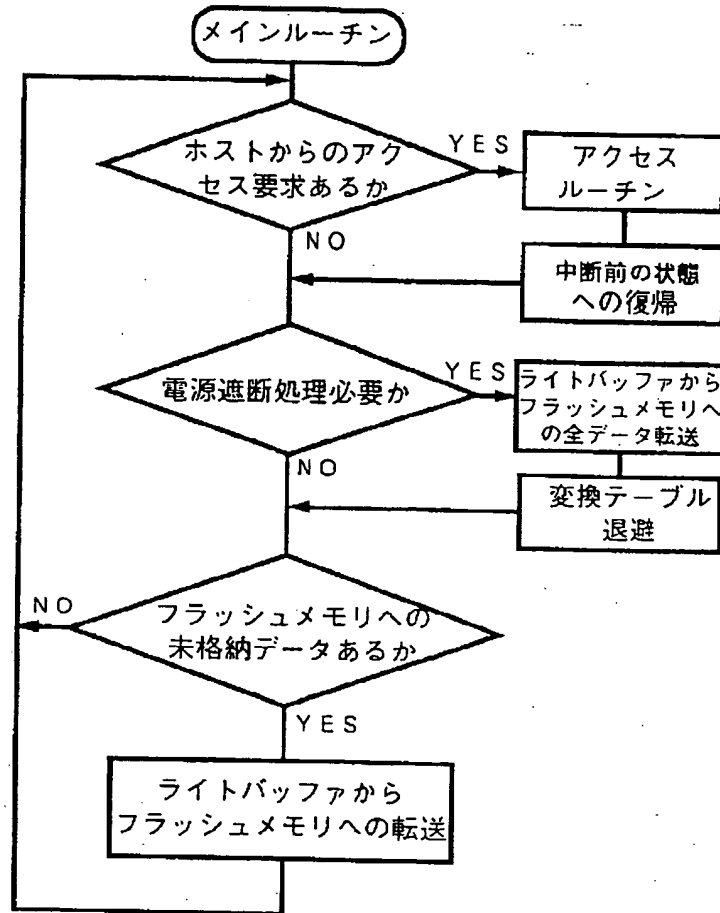 メインルーチン
ホストからのアク
セス要求あるか
YES
アクセス
ルーチン
NO
中断前の状態
への復帰
電源遮断処理必要か
YES
ライトバッファから
フラッシュメモリへ
の全データ転送
NO
変換テーブル
退避
フラッシュメモリへの
未格納データあるか
NO
YES
ライトバッファから
フラッシュメモリへの転送